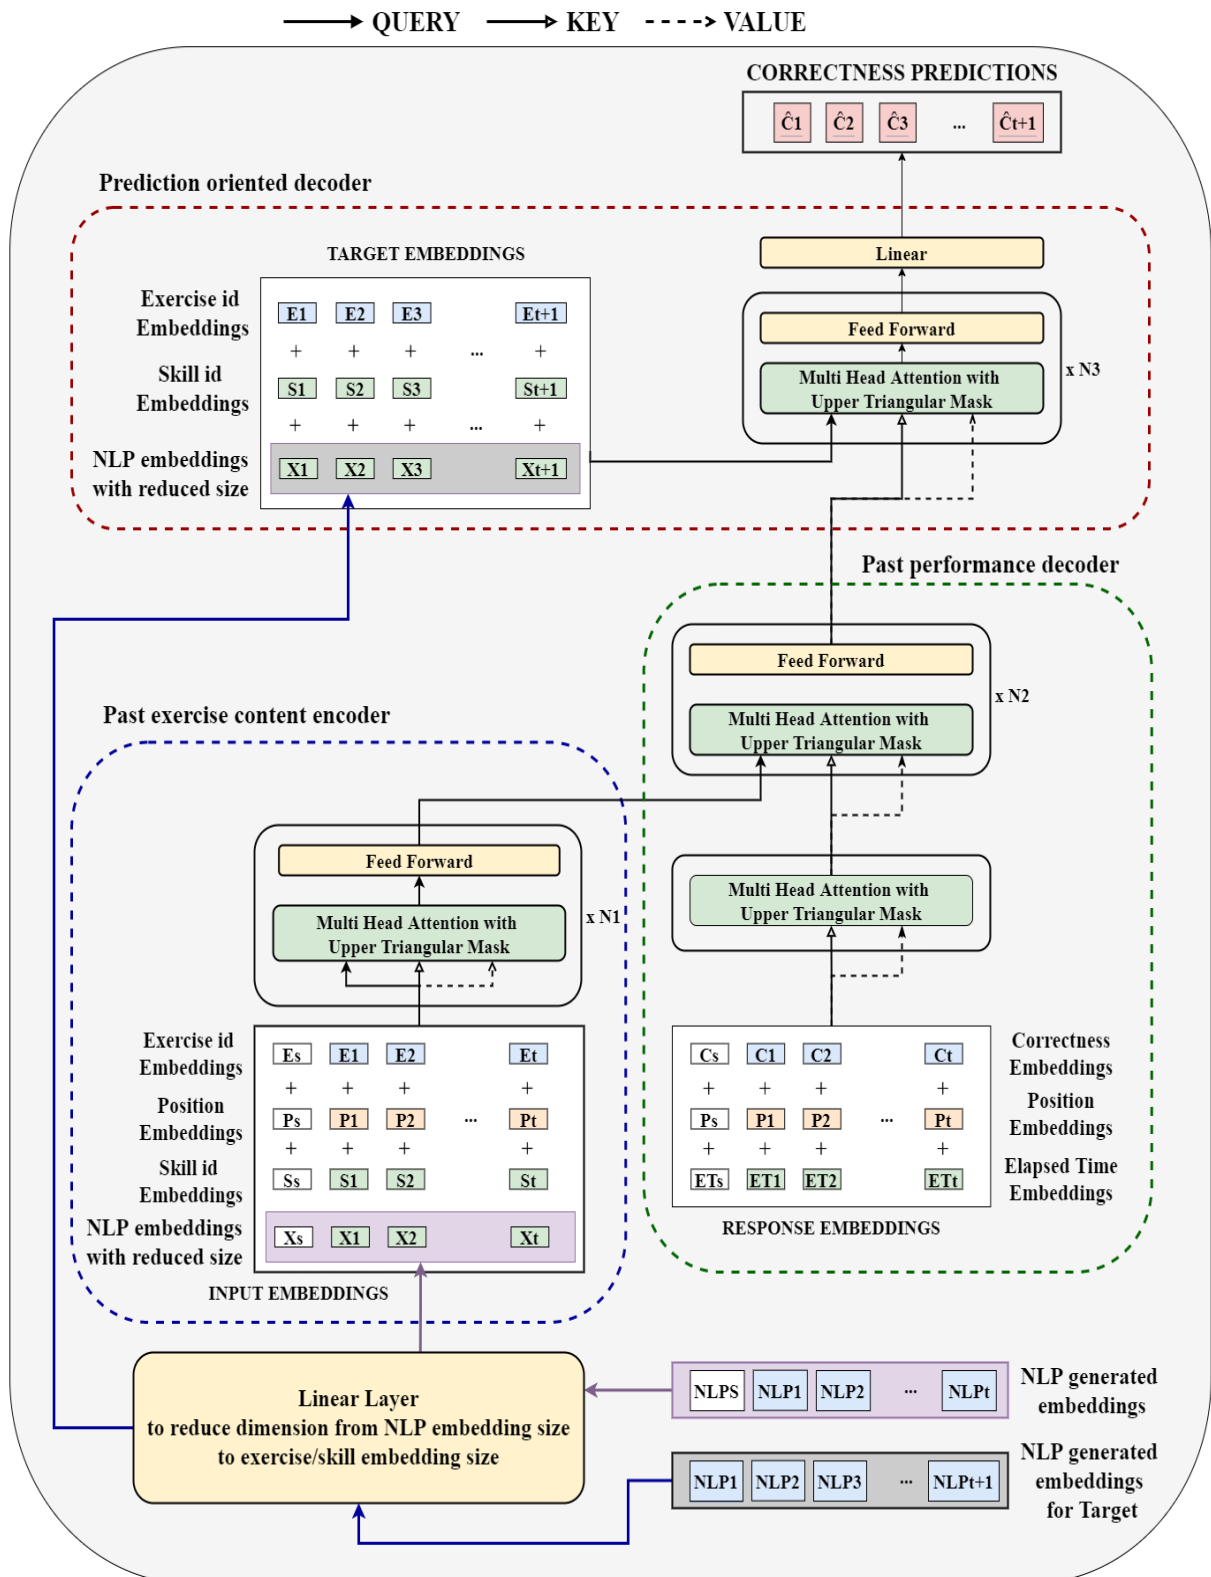 QUERY KEY VALUE
CORRECTNESS PREDICTIONS
Ĉ1 Ĉ2 Ĉ3 ... Ĉt+1
Prediction oriented decoder
TARGET EMBEDDINGS
Linear
Exercise id
Embeddings
E1 E2 E3 Et+1
Feed Forward
+ + + ... +
Skill id
Embeddings
S1 S2 S3 St+1
Multi Head Attention with
Upper Triangular Mask
x N3
+ + + ... +
NLP embeddings
with reduced size
X1 X2 X3 Xt+1
Past performance decoder
Feed Forward
x N2
Multi Head Attention with
Upper Triangular Mask
Past exercise content encoder
Feed Forward
Multi Head Attention with
Upper Triangular Mask
x N1
Multi Head Attention with
Upper Triangular Mask
Exercise id
Embeddings
Es E1 E2 Et
+ + + +
Position
Embeddings
Ps P1 P2 ... Pt
+ + + +
Skill id
Embeddings
Ss S1 S2 St
NLP embeddings
with reduced size
Xs X1 X2 Xt
INPUT EMBEDDINGS
Cs C1 C2 Ct
Correctness
Embeddings
+ + + +
Ps P1 P2 ... Pt
Position
Embeddings
+ + + +
ETs ET1 ET2 ETt
Elapsed Time
Embeddings
RESPONSE EMBEDDINGS
Linear Layer
to reduce dimension from NLP embedding size
to exercise/skill embedding size
NLPS NLP1 NLP2 ... NLPt
NLP generated
embeddings
NLP1 NLP2 NLP3 ... NLPt+1
NLP generated
embeddings
for Target